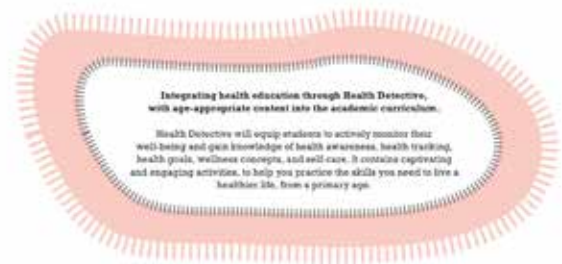 Integrating health education through Health Detective,
with age-appropriate content into the academic curriculum.
Health Detective will equip students to actively monitor their
well-being and gain knowledge of health awareness, health tracking,
health goals, wellness concepts, and self-care. It contains captivating
and engaging activities, to help you practice the skills you need to live a
healthier life, from a primary age.